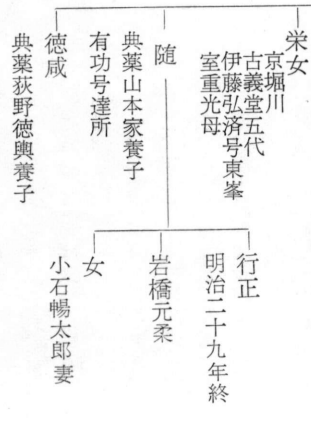 栄女
京堀川
古義堂五代
伊藤弘済号東峯
室重光母
随
典薬山本家養子
有功号達所
徳咸
典薬荻野徳輿養子
行正
明治二十九年終
岩橋元柔
女
小石暢太郎妻